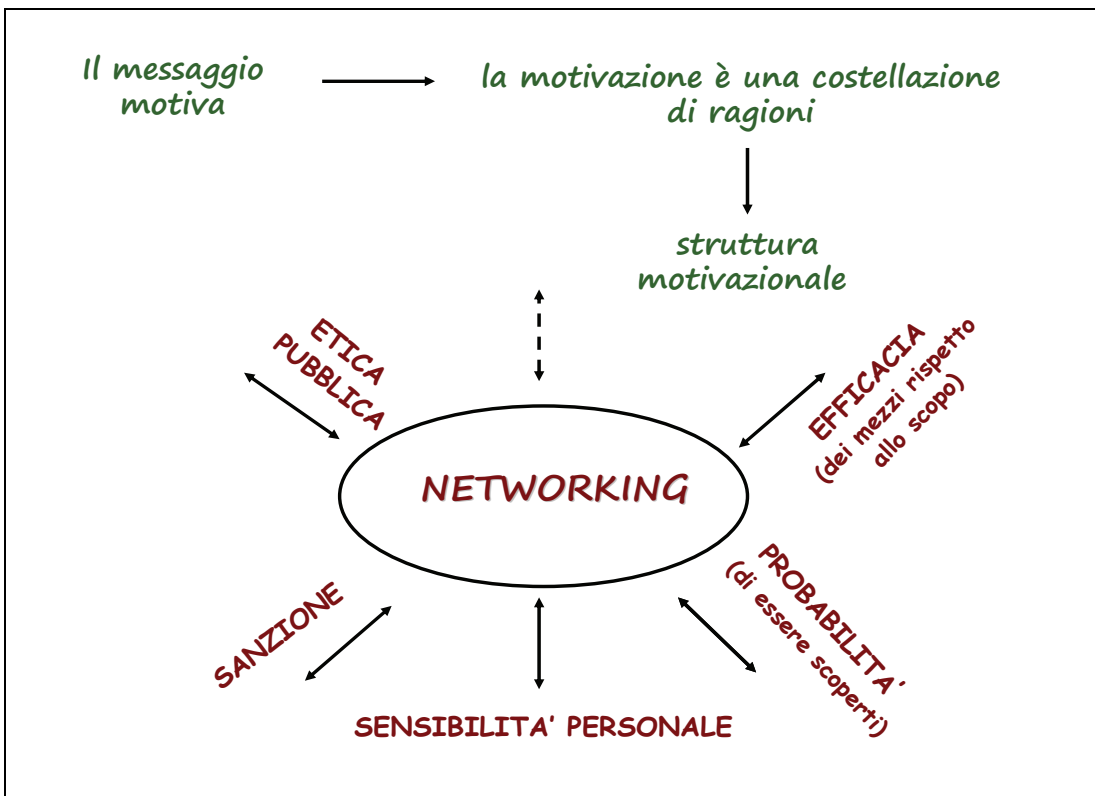 Il messaggio
motiva
la motivazione è una costellazione
di ragioni
struttura
motivazionale
ETICA
PUBBLICA
EFFICACIA
(dei mezzi rispetto
allo scopo)
NETWORKING
SANZIONE
PROBABILITA'
(di essere scoperti)
SENSIBILITA' PERSONALE